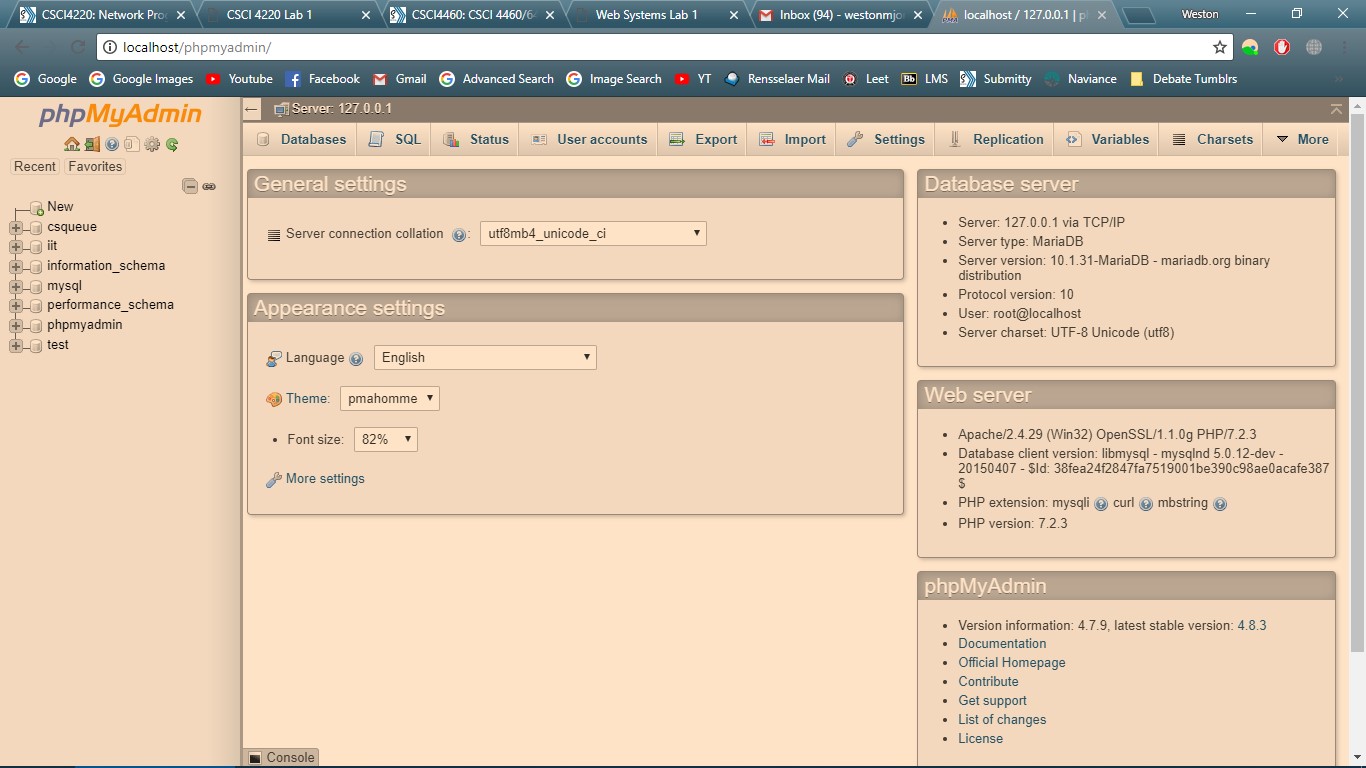 CSCI4220: Network Pro
CSCI 4220 Lab 1
CSCI4460: CSCI 4460/6
Web Systems Lab 1
Inbox (94) - westonmjo
localhost / 127.0.0.1 | p
Weston
localhost/phpmyadmin/
Google
Google Images
Youtube
Facebook
Gmail
Advanced Search
Image Search
YT
Rensselaer Mail
Leet
Bb LMS
Submitty
Naviance
Debate Tumblrs
phpMyAdmin
Recent
Favorites
New
csqueue
iit
information_schema
mysql
performance_schema
phpmyadmin
test
Server: 127.0.0.1
Databases
SQL
Status
User accounts
Export
Import
Settings
Replication
Variables
Charsets
More
General settings
Server connection collation : utf8mb4_unicode_ci
Appearance settings
Language English
Theme: pmahomme
• Font size: 82%
More settings
Database server
• Server: 127.0.0.1 via TCP/IP
• Server type: MariaDB
• Server version: 10.1.31-MariaDB - mariadb.org binary
distribution
• Protocol version: 10
• User: root@localhost
• Server charset: UTF-8 Unicode (utf8)
Web server
• Apache/2.4.29 (Win32) OpenSSL/1.1.0g PHP/7.2.3
• Database client version: libmysql - mysqlnd 5.0.12-dev -
20150407 - $Id: 38fea24f2847fa7519001be390c98ae0acafe387
$
• PHP extension: mysqli curl mbstring
• PHP version: 7.2.3
phpMyAdmin
• Version information: 4.7.9, latest stable version: 4.8.3
• Documentation
• Official Homepage
• Contribute
• Get support
• List of changes
• License
Console